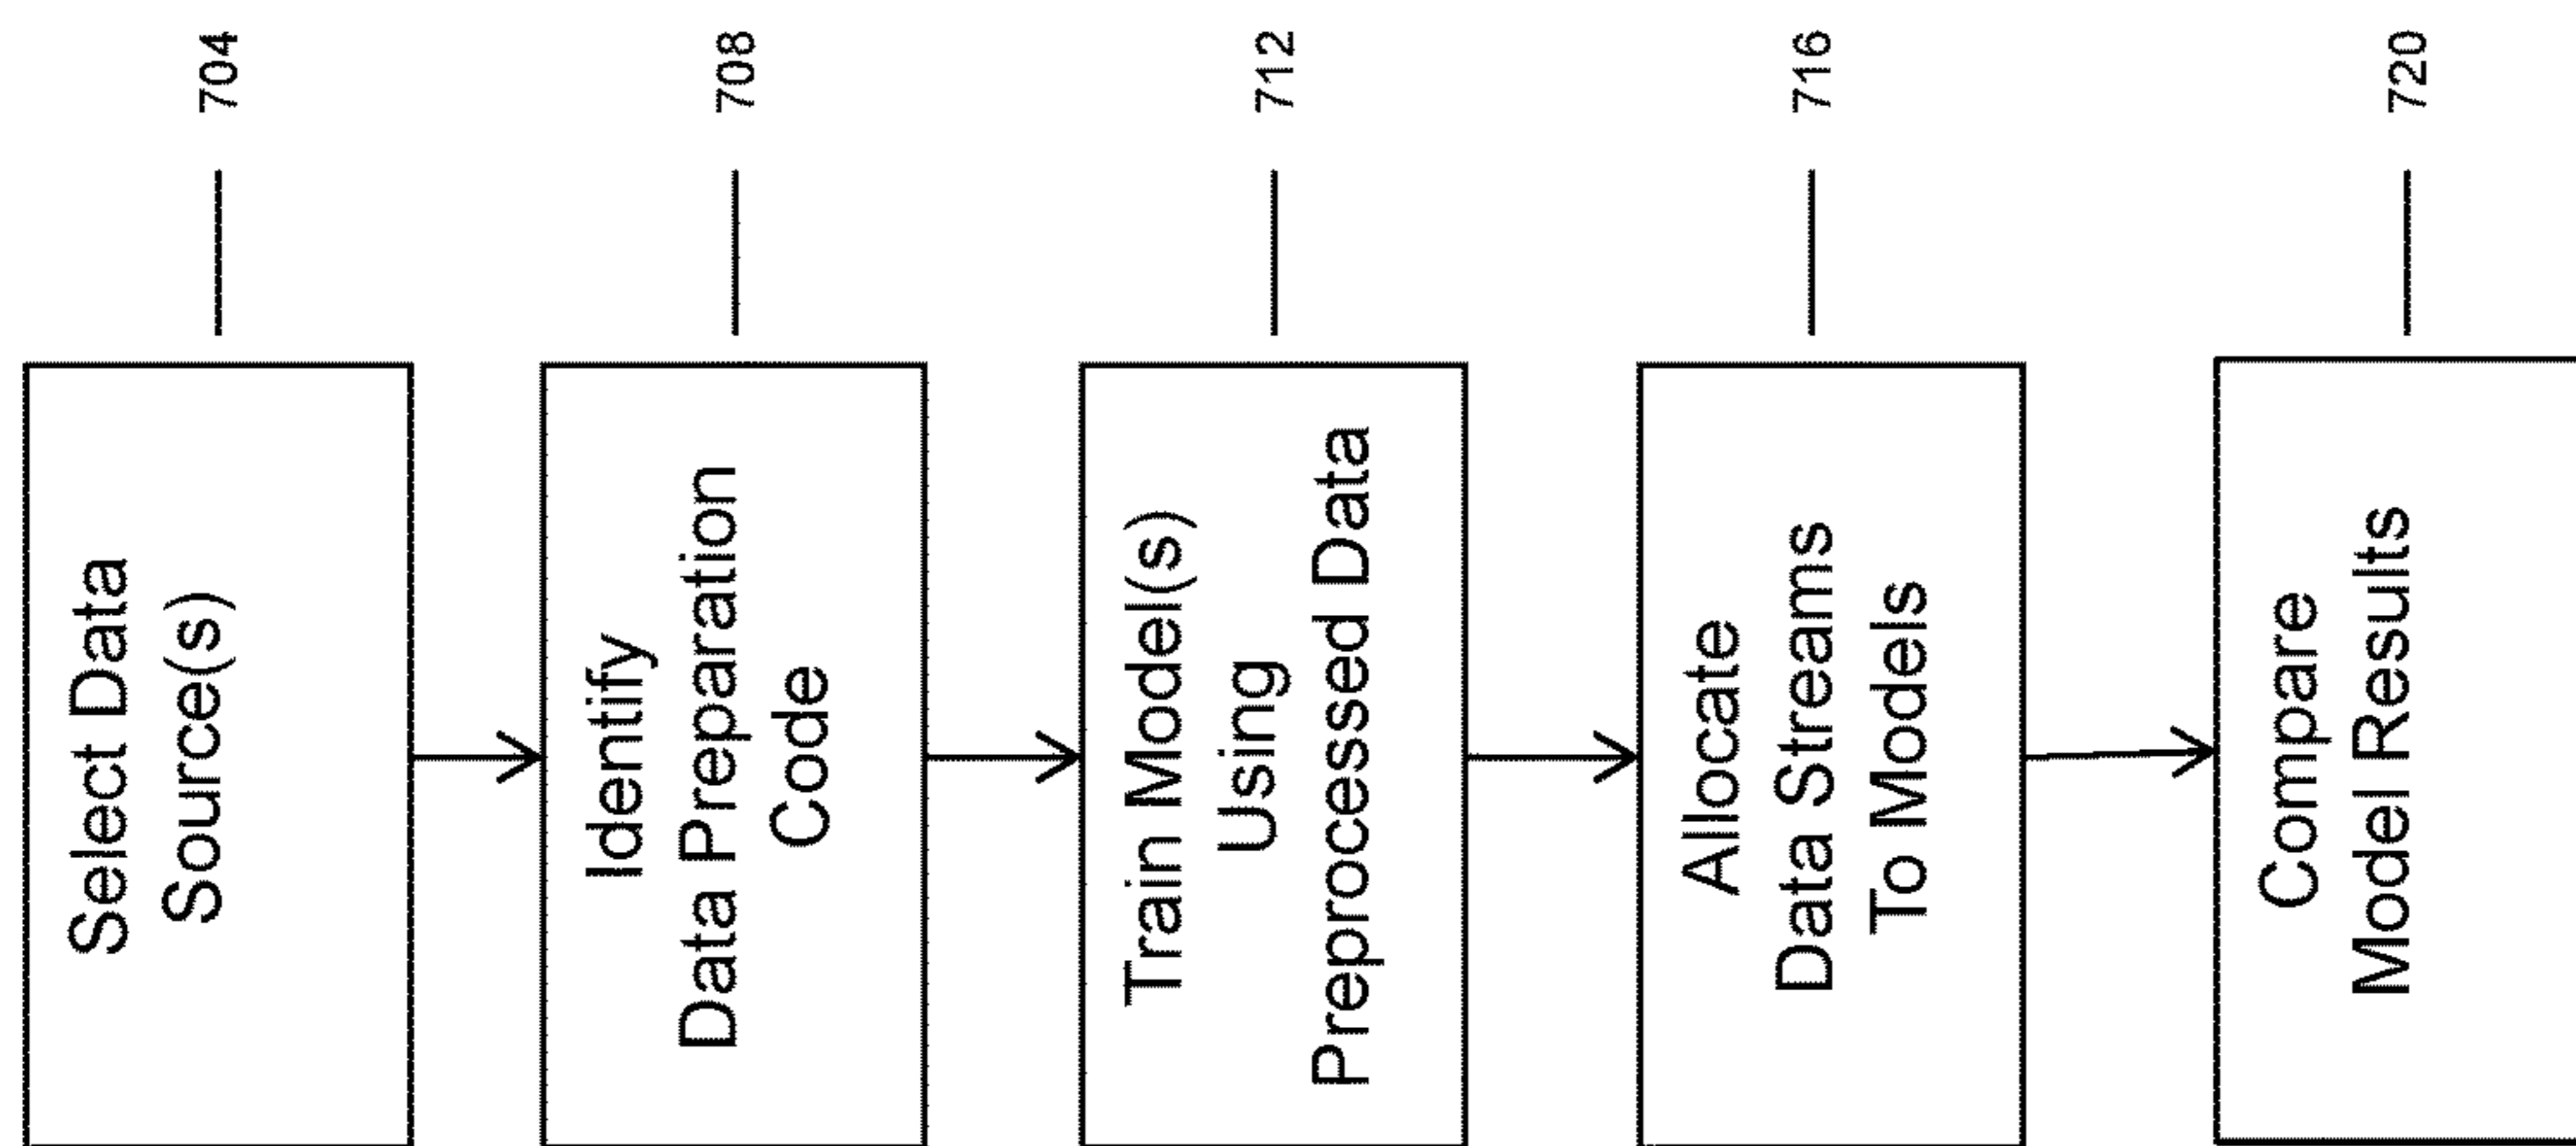 Select Data
Source(s)
704
Identify
Data Preparation
Code
708
Train Model(s)
Using
Preprocessed Data
712
Allocate
Data Streams
To Models
716
Compare
Model Results
720